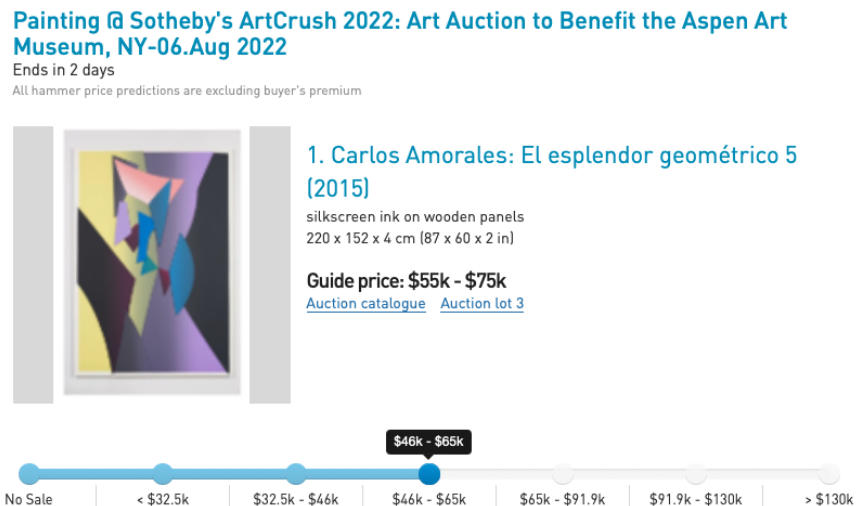 Painting @ Sotheby's ArtCrush 2022: Art Auction to Benefit the Aspen Art
Museum, NY-06.Aug 2022
Ends in 2 days
All hammer price predictions are excluding buyer's premium
1. Carlos Amorales: El esplendor geométrico 5
(2015)
silkscreen ink on wooden panels
220 x 152 x 4 cm (87 x 60 x 2 in)
Guide price: $55k - $75k
Auction catalogue Auction lot 3
$46k - $65k
No Sale < $32.5k $32.5k - $46k $46k - $65k $65k - $91.9k $91.9k - $130k > $130k